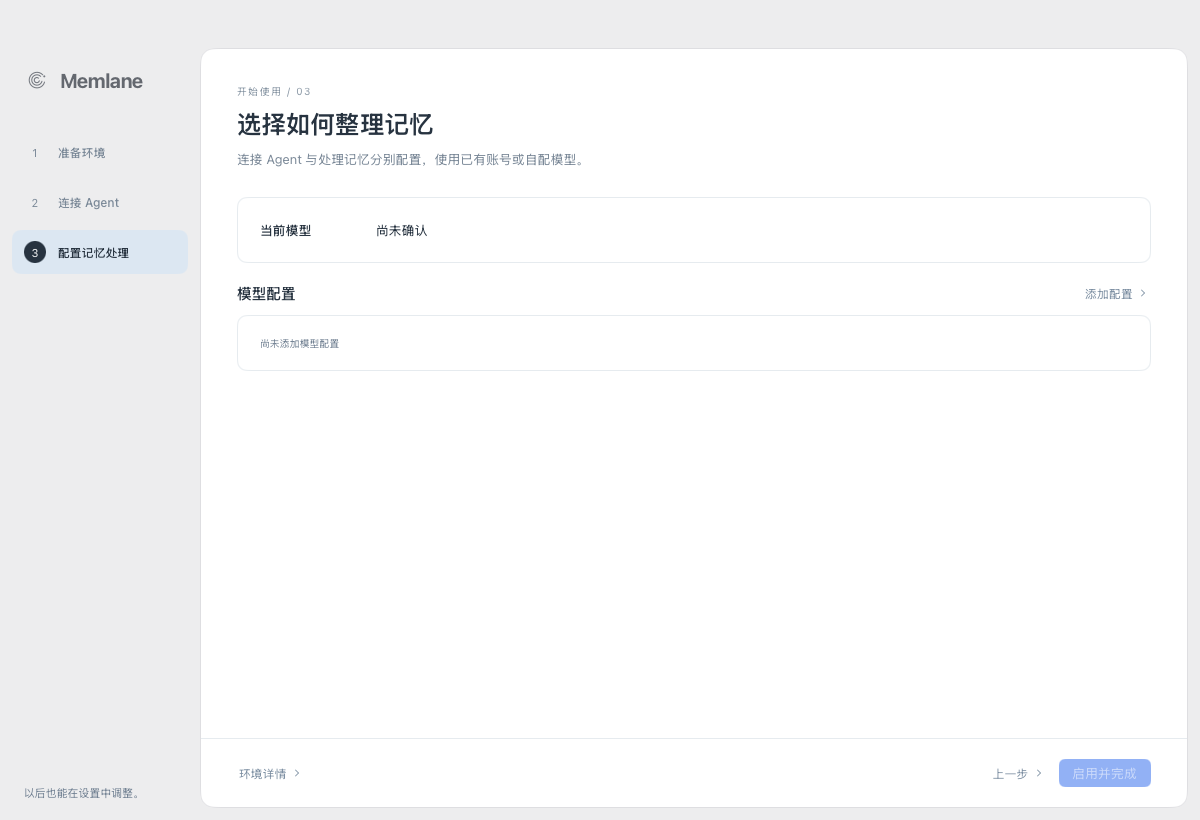 Memlane
1 准备环境
2 连接 Agent
3 配置记忆处理
以后也能在设置中调整。
开始使用 / 03
选择如何整理记忆
连接 Agent 与处理记忆分别配置，使用已有账号或自配模型。
当前模型 尚未确认
模型配置 添加配置
尚未添加模型配置
环境详情 上一步 启用并完成